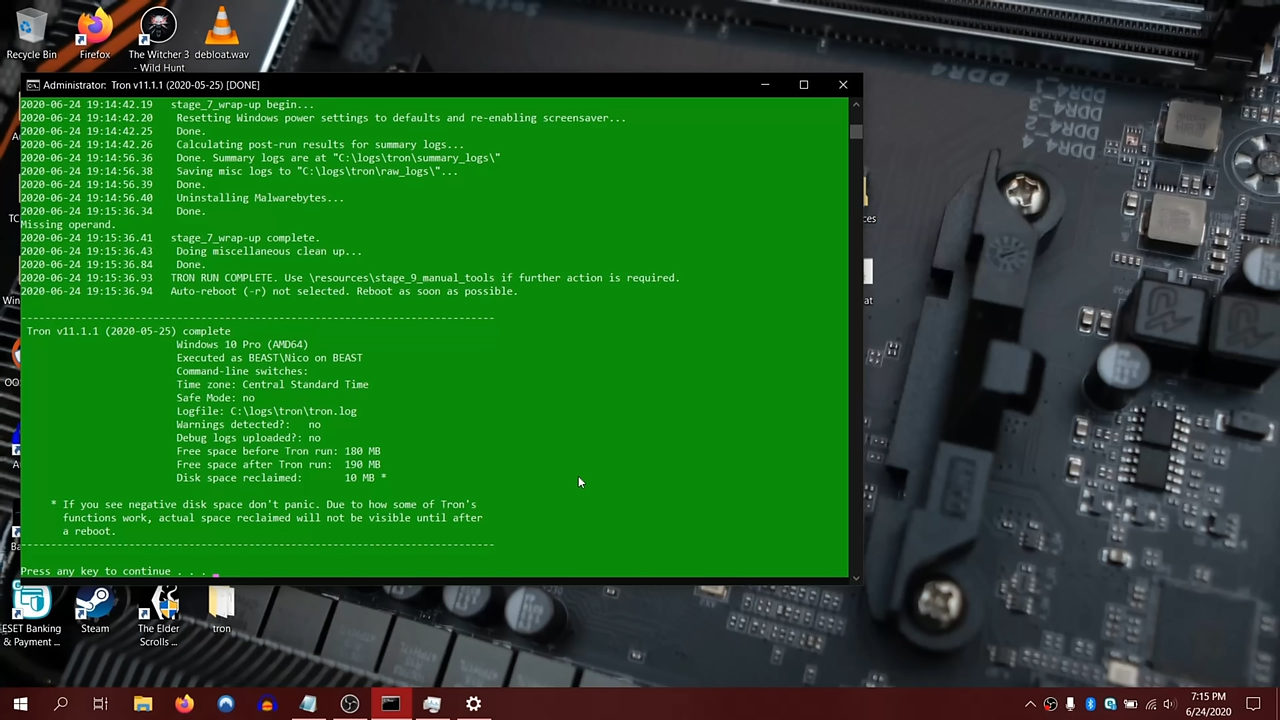 Recycle Bin
Firefox
The Witcher 3
- Wild Hunt
debloat.wav
Administrator:  Tron v11.1.1 (2020-05-25) [DONE]
2020-06-24 19:14:42.19   stage_7_wrap-up begin...
2020-06-24 19:14:42.20    Resetting Windows power settings to defaults and re-enabling screensaver...
2020-06-24 19:14:42.25    Done.
2020-06-24 19:14:42.26    Calculating post-run results for summary logs...
2020-06-24 19:14:56.36    Done. Summary logs are at "C:\logs\tron\summary_logs\"
2020-06-24 19:14:56.38    Saving misc logs to "C:\logs\tron\raw_logs\"...
2020-06-24 19:14:56.39    Done.
2020-06-24 19:14:56.40    Uninstalling Malwarebytes...
2020-06-24 19:15:36.34    Done.
Missing operand.
2020-06-24 19:15:36.41   stage_7_wrap-up complete.
2020-06-24 19:15:36.43    Doing miscellaneous clean up...
2020-06-24 19:15:36.84    Done.
2020-06-24 19:15:36.93   TRON RUN COMPLETE. Use \resources\stage_9_manual_tools if further action is required.
2020-06-24 19:15:36.94   Auto-reboot (-r) not selected. Reboot as soon as possible.
-------------------------------------------------------------------------------
Tron v11.1.1 (2020-05-25) complete
Windows 10 Pro (AMD64)
Executed as BEAST\Nico on BEAST
Command-line switches:
Time zone: Central Standard Time
Safe Mode: no
Logfile: C:\logs\tron\tron.log
Warnings detected?:   no
Debug logs uploaded?: no
Free space before Tron run: 180 MB
Free space after Tron run:  190 MB
Disk space reclaimed:       10 MB *
* If you see negative disk space don't panic. Due to how some of Tron's
functions work, actual space reclaimed will not be visible until after
a reboot.
-------------------------------------------------------------------------------
Press any key to continue . . .
ESET Banking
& Payment ...
Steam
The Elder
Scrolls ...
tron
DDR4_1
DDR4_3
DDR4_2
DDR4_4
7:15 PM
6/24/2020